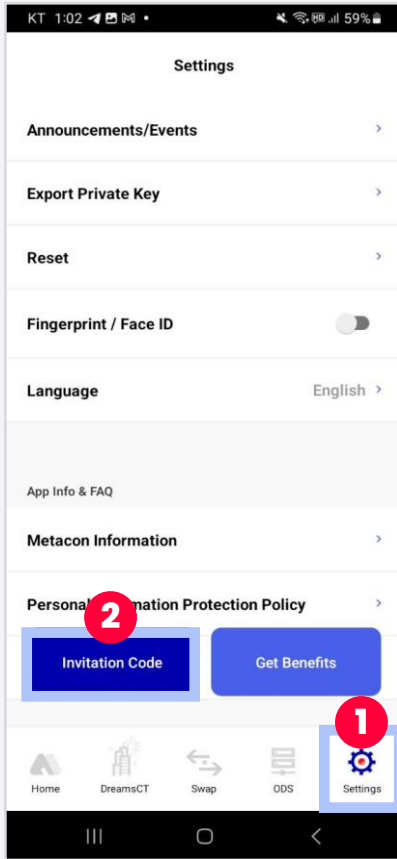 KT 1:02 59%
Settings
Announcements/Events
Export Private Key
Reset
Fingerprint / Face ID
Language English
App Info & FAQ
Metacon Information
Personal mation Protection Policy
2
Invitation Code Get Benefits
1
Home DreamsCT Swap ODS Settings